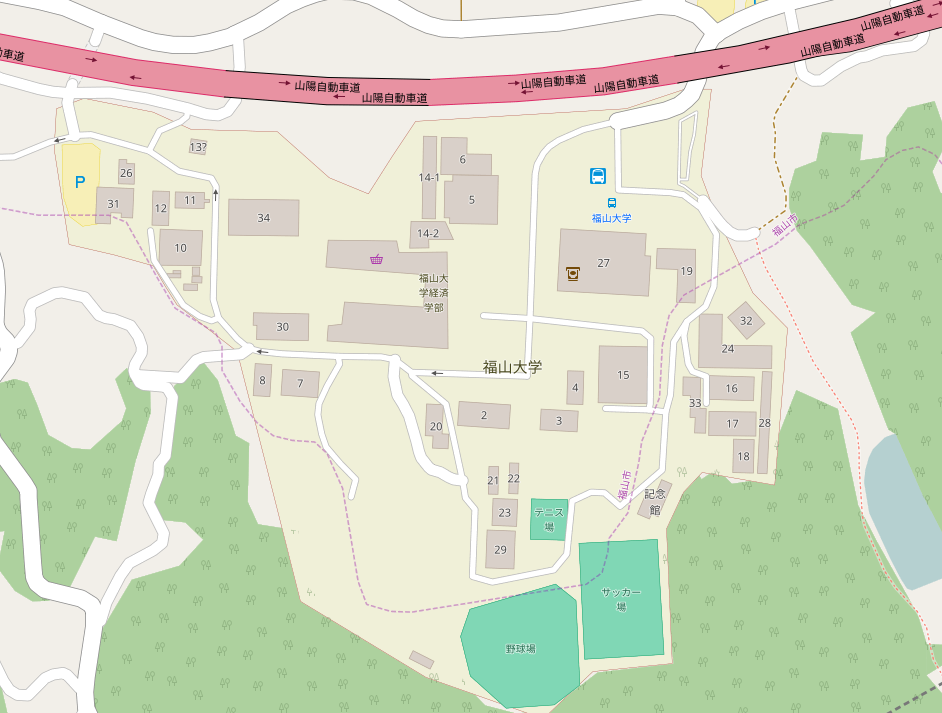 山陽自動車道
山陽自動車道
動車道
山陽自動車道
山陽自動車道
山陽自動車道
山陽自動車道
13?
6
14-1
26
P
5
31
12
11
34
福山大学
福山市
14-2
10
27
福山大
学経済
学部
19
30
32
24
福山大学
8
7
15
4
16
33
2
3
20
17
28
18
21
22
福山市
記念
館
23
テニス
場
29
サッカー
場
野球場